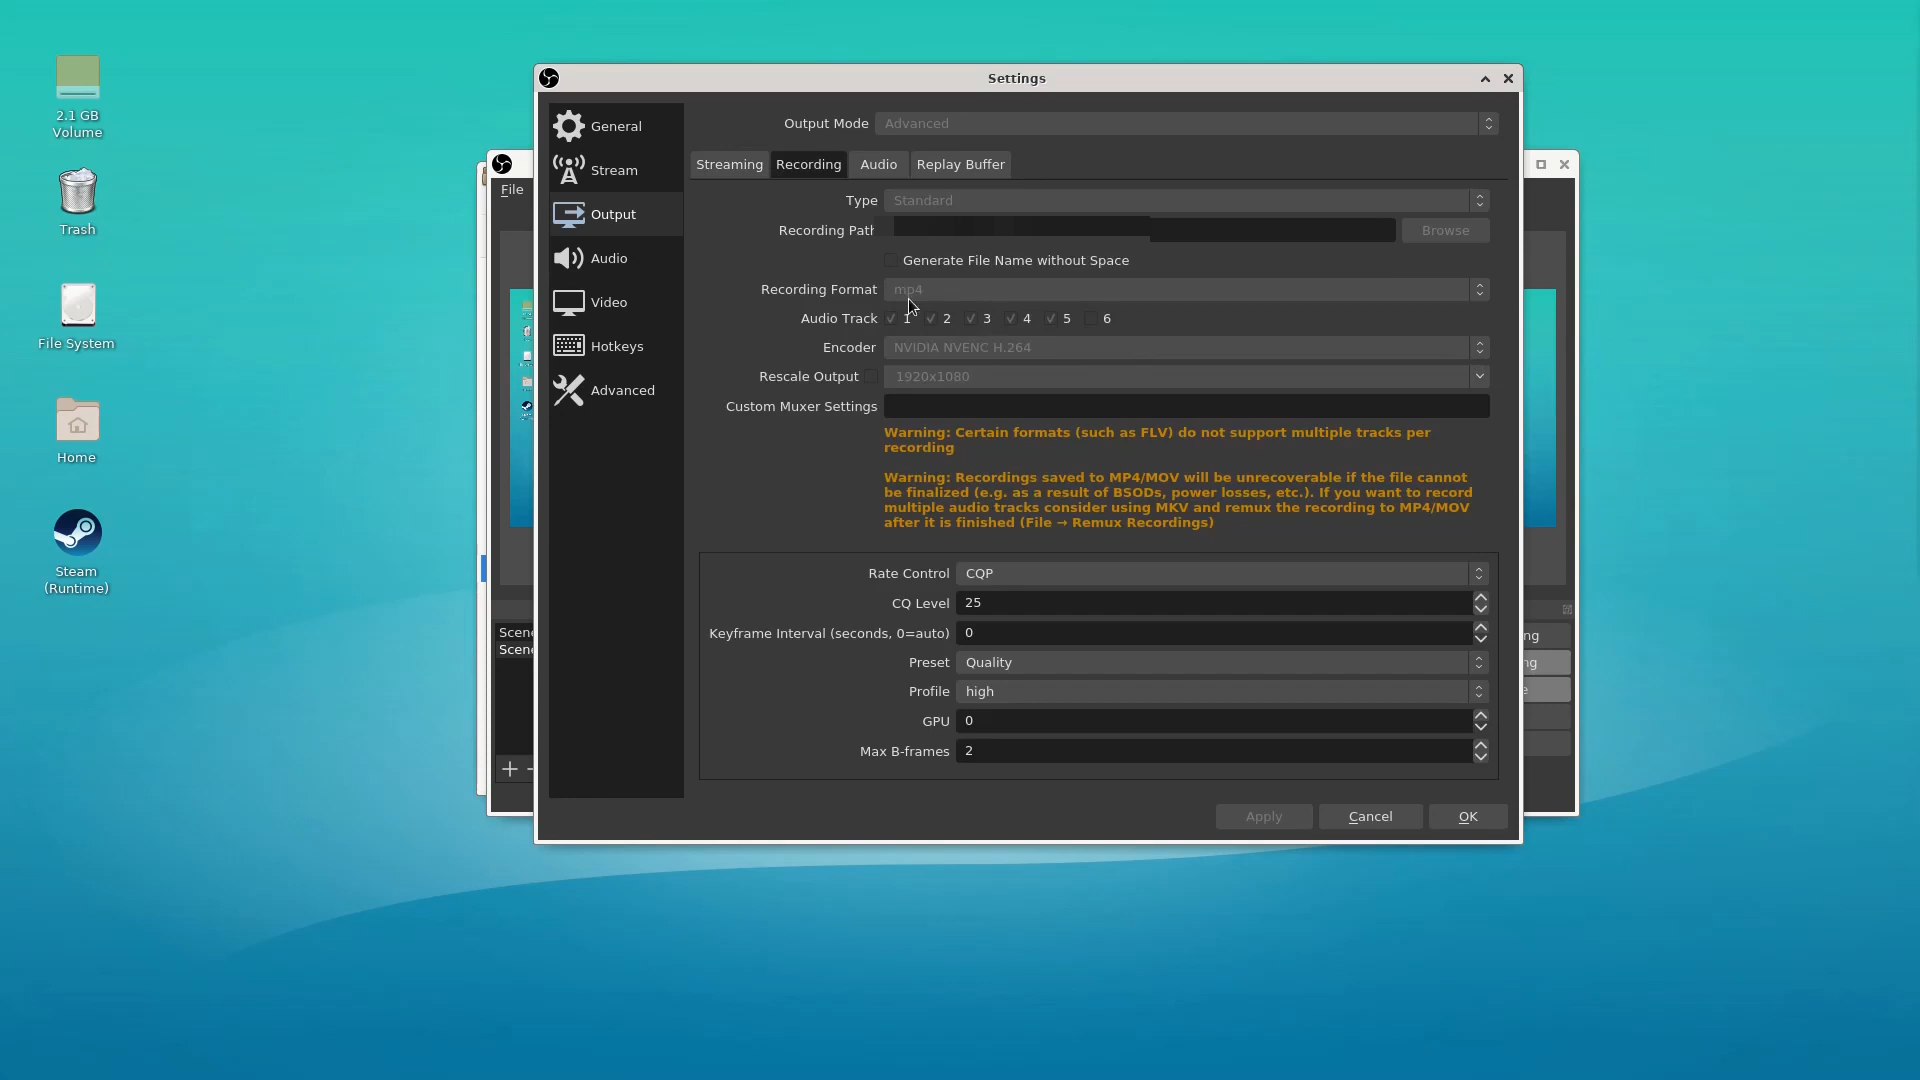 2.1 GB
Volume
Trash
File System
Home
Steam
(Runtime)
Settings
File
Scene
Scene
ng
ng
e
General
Stream
Output
Audio
Video
Hotkeys
Advanced
Output Mode Advanced
Streaming Recording Audio Replay Buffer
Type Standard
Recording Path Browse
Generate File Name without Space
Recording Format mp4
Audio Track 1 2 3 4 5 6
Encoder NVIDIA NVENC H.264
Rescale Output 1920x1080
Custom Muxer Settings
Warning: Certain formats (such as FLV) do not support multiple tracks per
recording
Warning: Recordings saved to MP4/MOV will be unrecoverable if the file cannot
be finalized (e.g. as a result of BSODs, power losses, etc.). If you want to record
multiple audio tracks consider using MKV and remux the recording to MP4/MOV
after it is finished (File → Remux Recordings)
Rate Control CQP
CQ Level 25
Keyframe Interval (seconds, 0=auto) 0
Preset Quality
Profile high
GPU 0
Max B-frames 2
Apply Cancel OK